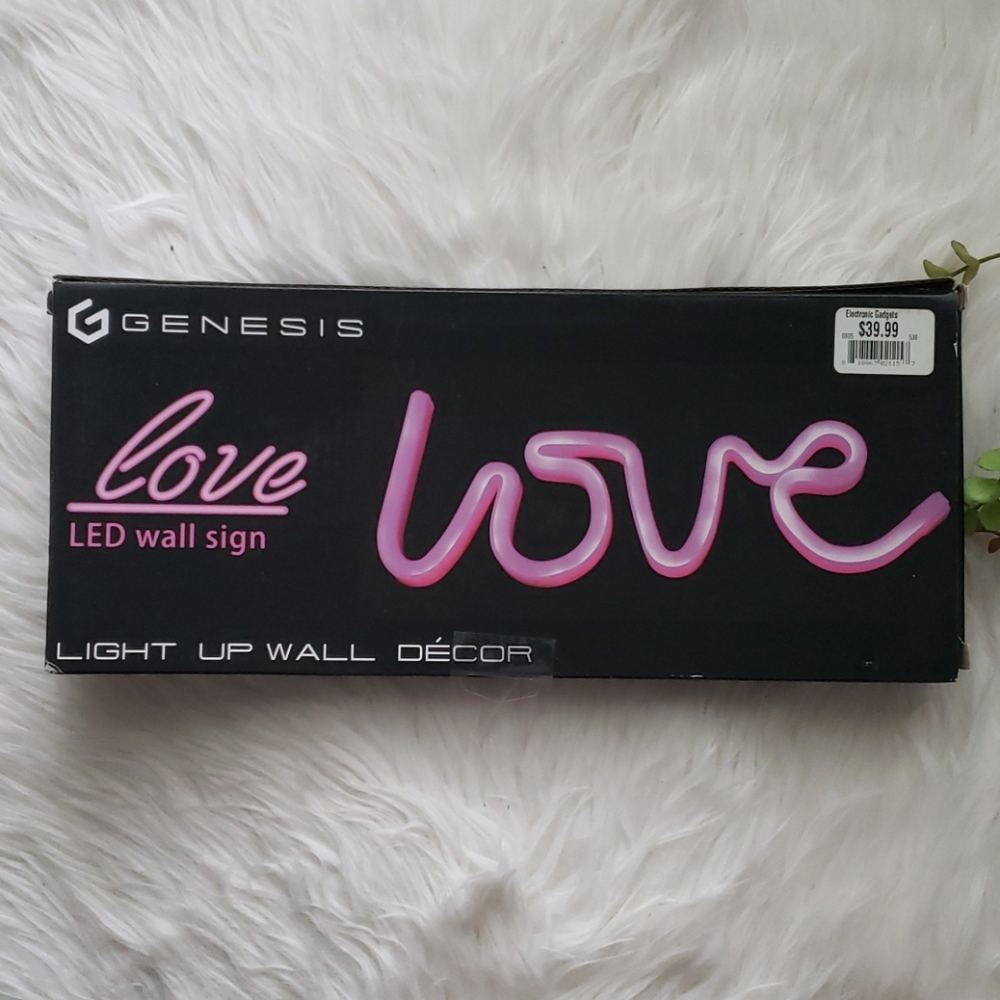 GENESIS
Electronic Gadgets
$39.99
love
LED wall sign
love
LIGHT UP WALL DÉCOR